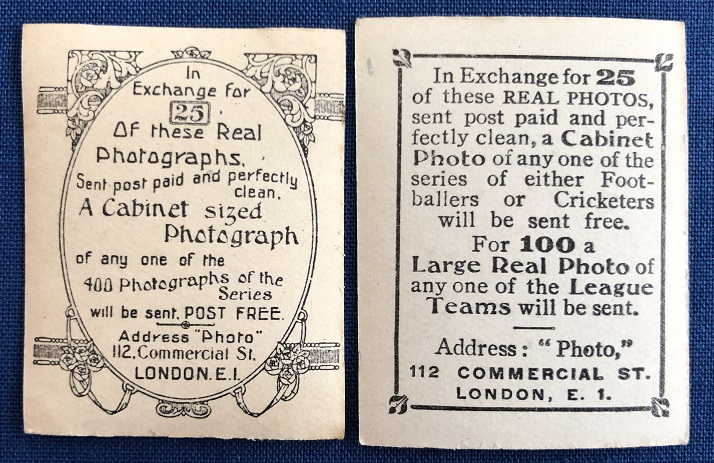 In
Exchange for
25
Of these Real
Photographs,
Sent post paid and perfectly
clean,
A Cabinet sized
Photograph
of any one of the
400 Photographs of the
Series
will be sent, POST FREE.
Address "Photo"
112, Commercial St,
LONDON. E.1.
In Exchange for 25
of these REAL PHOTOS,
sent post paid and per-
fectly clean, a Cabinet
Photo of any one of the
series of either Foot-
ballers or Cricketers
will be sent free.
For 100 a
Large Real Photo of
any one of the League
Teams will be sent.
Address: "Photo,"
112 COMMERCIAL ST.
LONDON, E. 1.